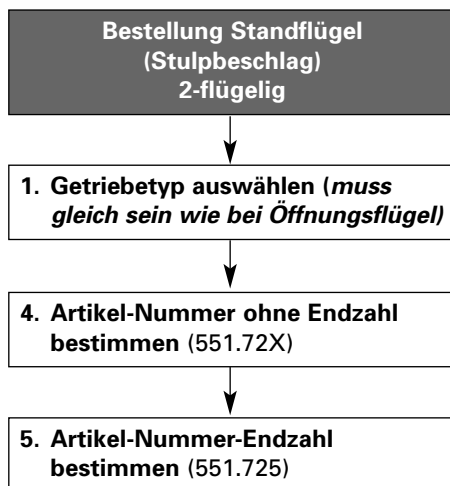 Bestellung Standflügel
(Stulpbeschlag)
2-flügelig
1. Getriebetyp auswählen (muss
gleich sein wie bei Öffnungsflügel)
4. Artikel-Nummer ohne Endzahl
bestimmen (551.72X)
5. Artikel-Nummer-Endzahl
bestimmen (551.725)